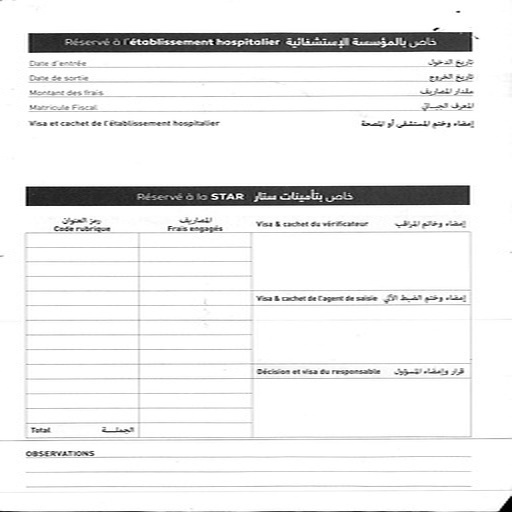 Réservé à l'établissement hospitalier خاص بالمؤسسة الإستشفائية
Date d'entrée تاريخ الدخول
Date de sortie تاريخ الخروج
Montant des frais مقدار المصاريف
Matricule Fiscal المعرف الجبـائي
Visa et cachet de l'établissement hospitalier إمضاء وختم المستشفى أو المصحة
Réservé à la STAR خاص بتأمينات ستار
رمز العنوان المصاريف
Code rubrique Frais engagés Visa & cachet du vérificateur إمضاء وخاتم المراقب
Visa & cachet de l'agent de saisie إمضاء وختم الضبط الآلي
Décision et visa du responsable قرار وإمضاء المسؤول
Total الجملـــة
OBSERVATIONS